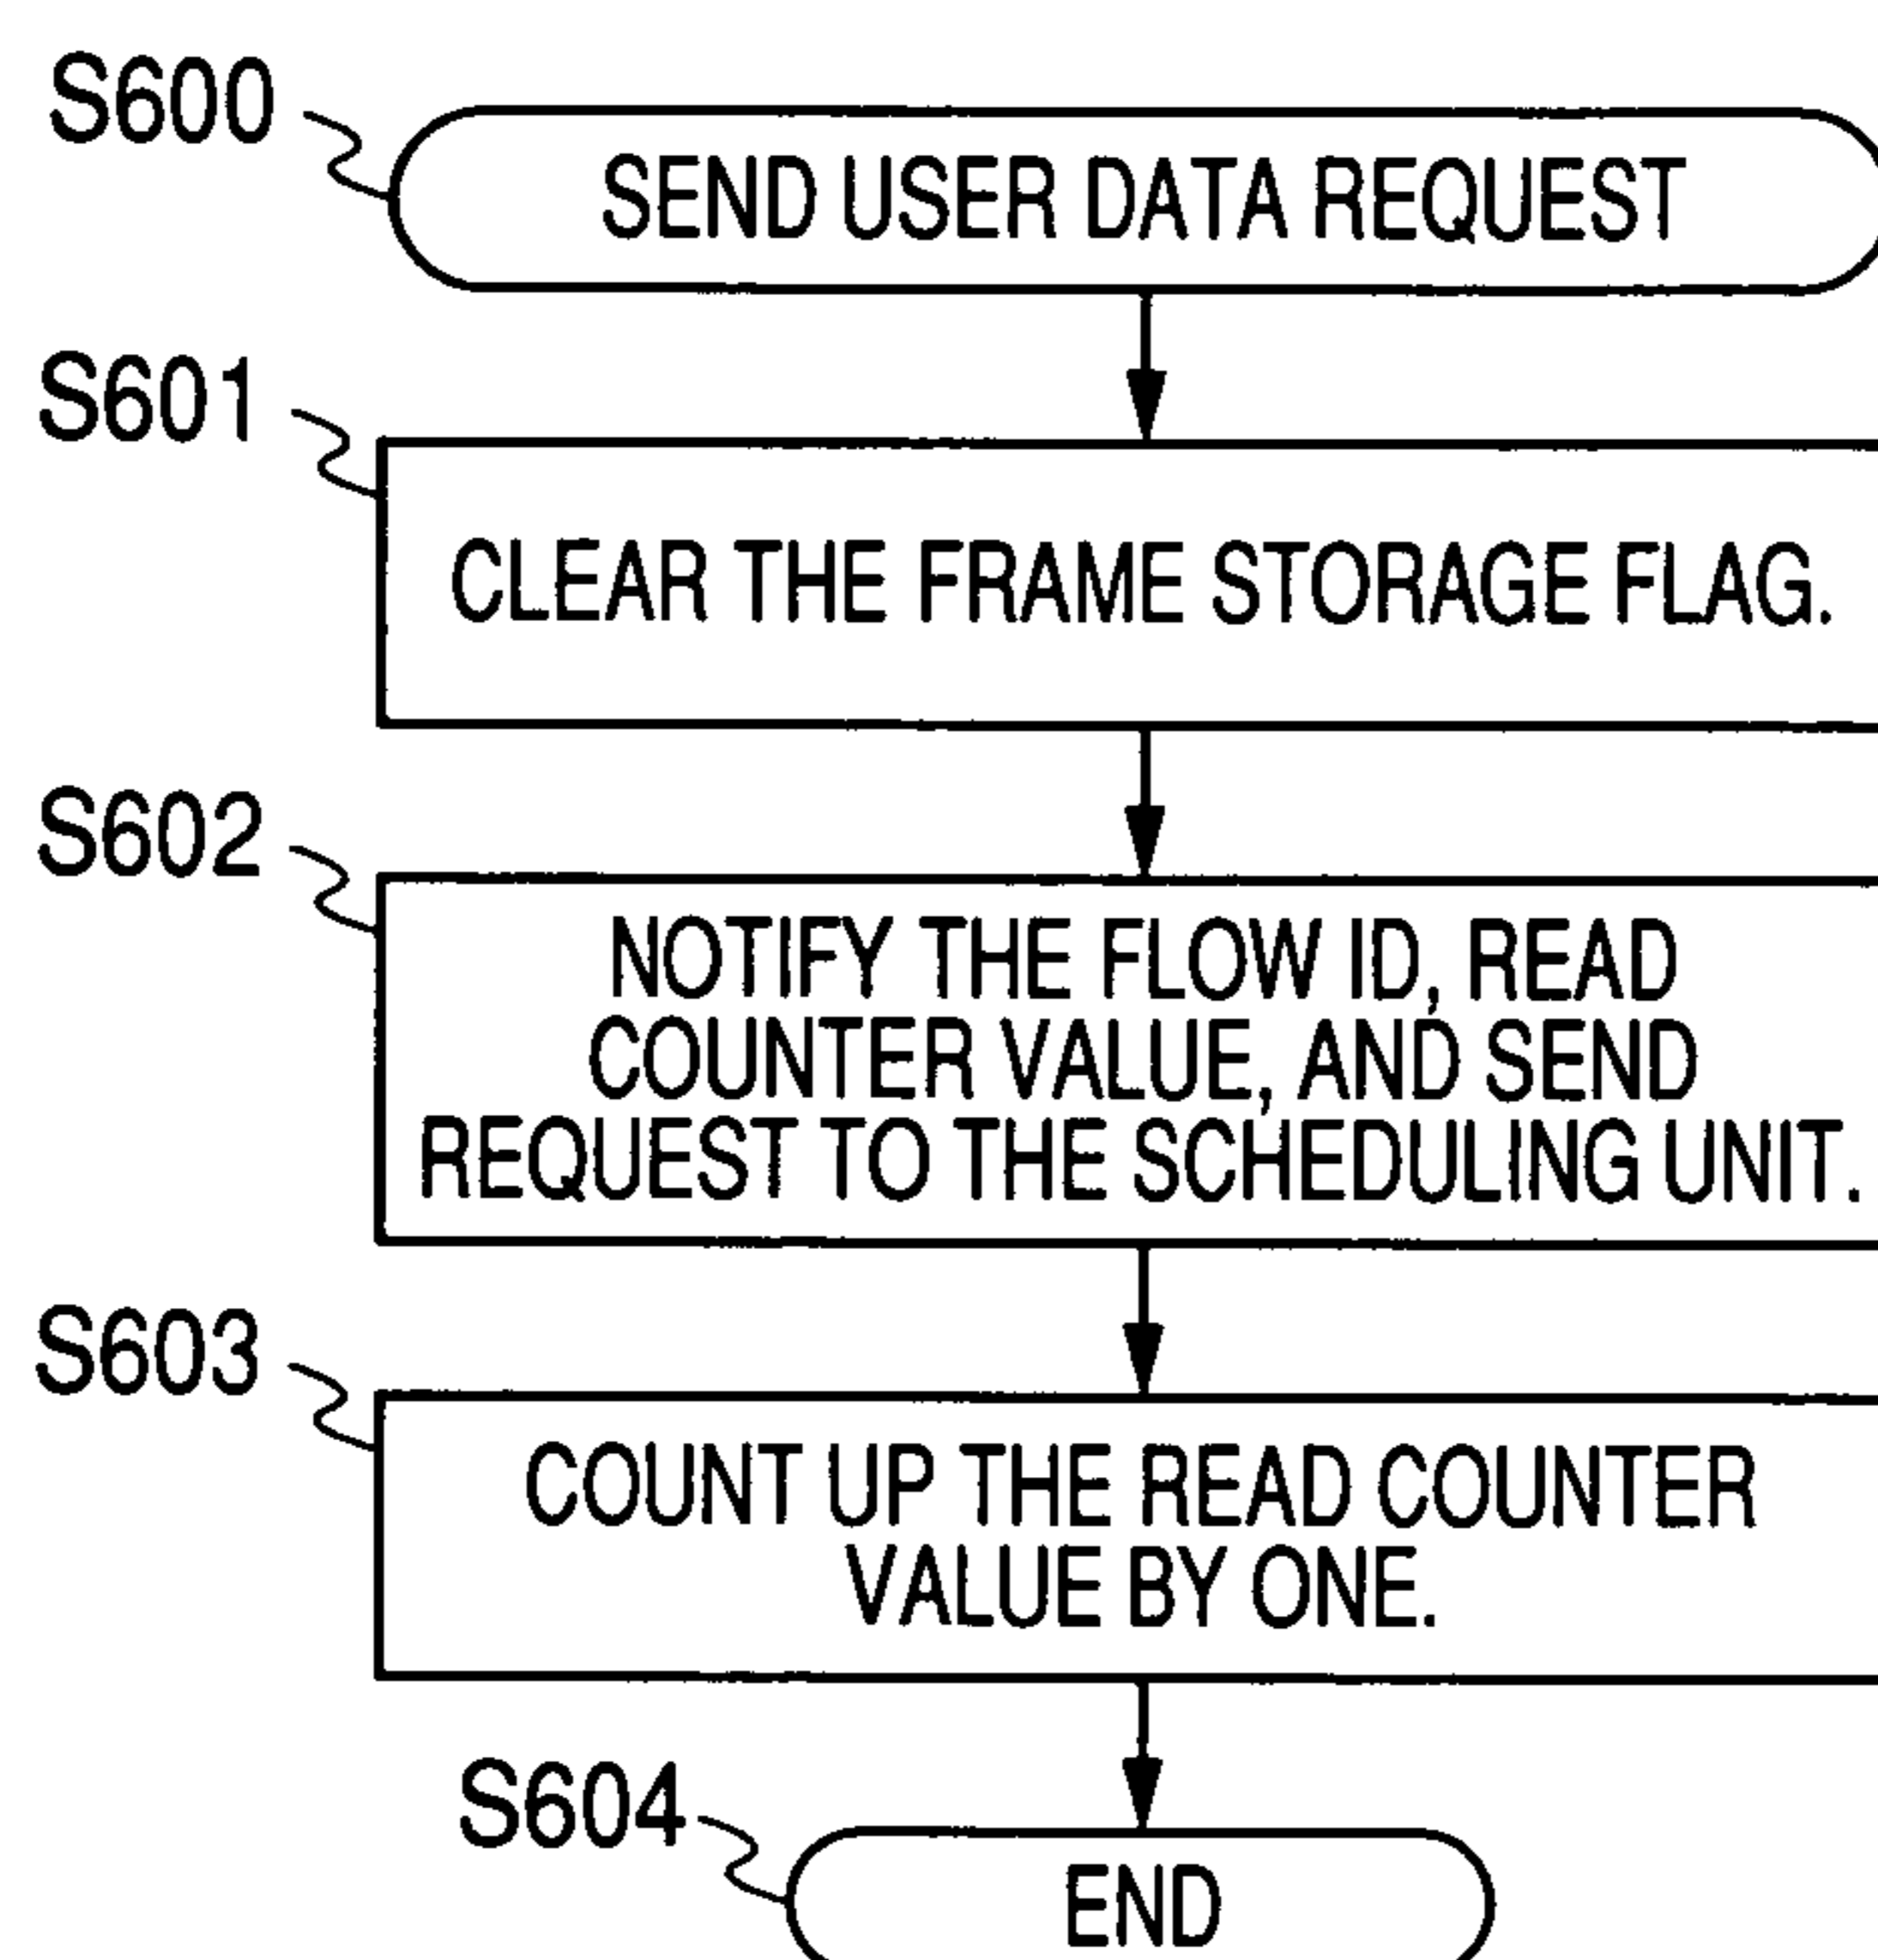 S600
SEND USER DATA REQUEST
S601
CLEAR THE FRAME STORAGE FLAG.
S602
NOTIFY THE FLOW ID, READ
COUNTER VALUE, AND SEND
REQUEST TO THE SCHEDULING UNIT.
S603
COUNT UP THE READ COUNTER
VALUE BY ONE.
S604
END